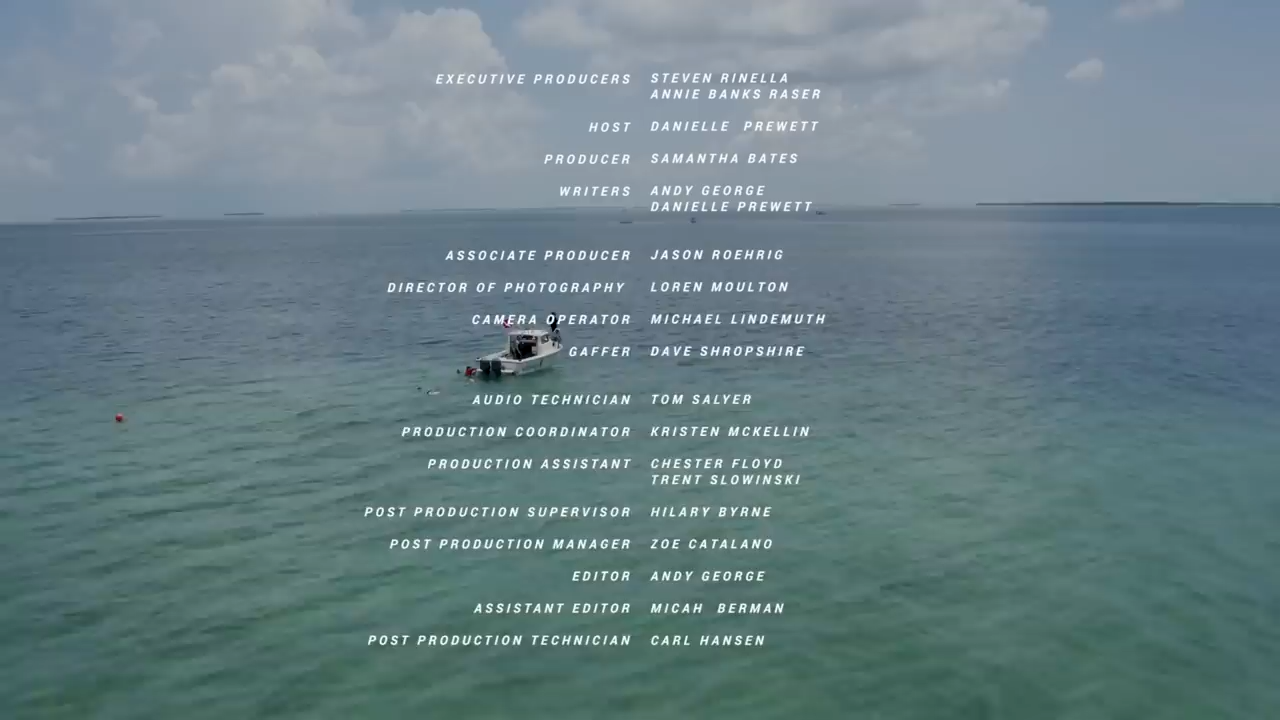 EXECUTIVE PRODUCERS STEVEN RINELLA
ANNIE BANKS RASER
HOST DANIELLE PREWETT
PRODUCER SAMANTHA BATES
WRITERS ANDY GEORGE
DANIELLE PREWETT
ASSOCIATE PRODUCER JASON ROEHRIG
DIRECTOR OF PHOTOGRAPHY LOREN MOULTON
CAMERA OPERATOR MICHAEL LINDEMUTH
GAFFER DAVE SHROPSHIRE
AUDIO TECHNICIAN TOM SALYER
PRODUCTION COORDINATOR KRISTEN MCKELLIN
PRODUCTION ASSISTANT CHESTER FLOYD
TRENT SLOWINSKI
POST PRODUCTION SUPERVISOR HILARY BYRNE
POST PRODUCTION MANAGER ZOE CATALANO
EDITOR ANDY GEORGE
ASSISTANT EDITOR MICAH BERMAN
POST PRODUCTION TECHNICIAN CARL HANSEN